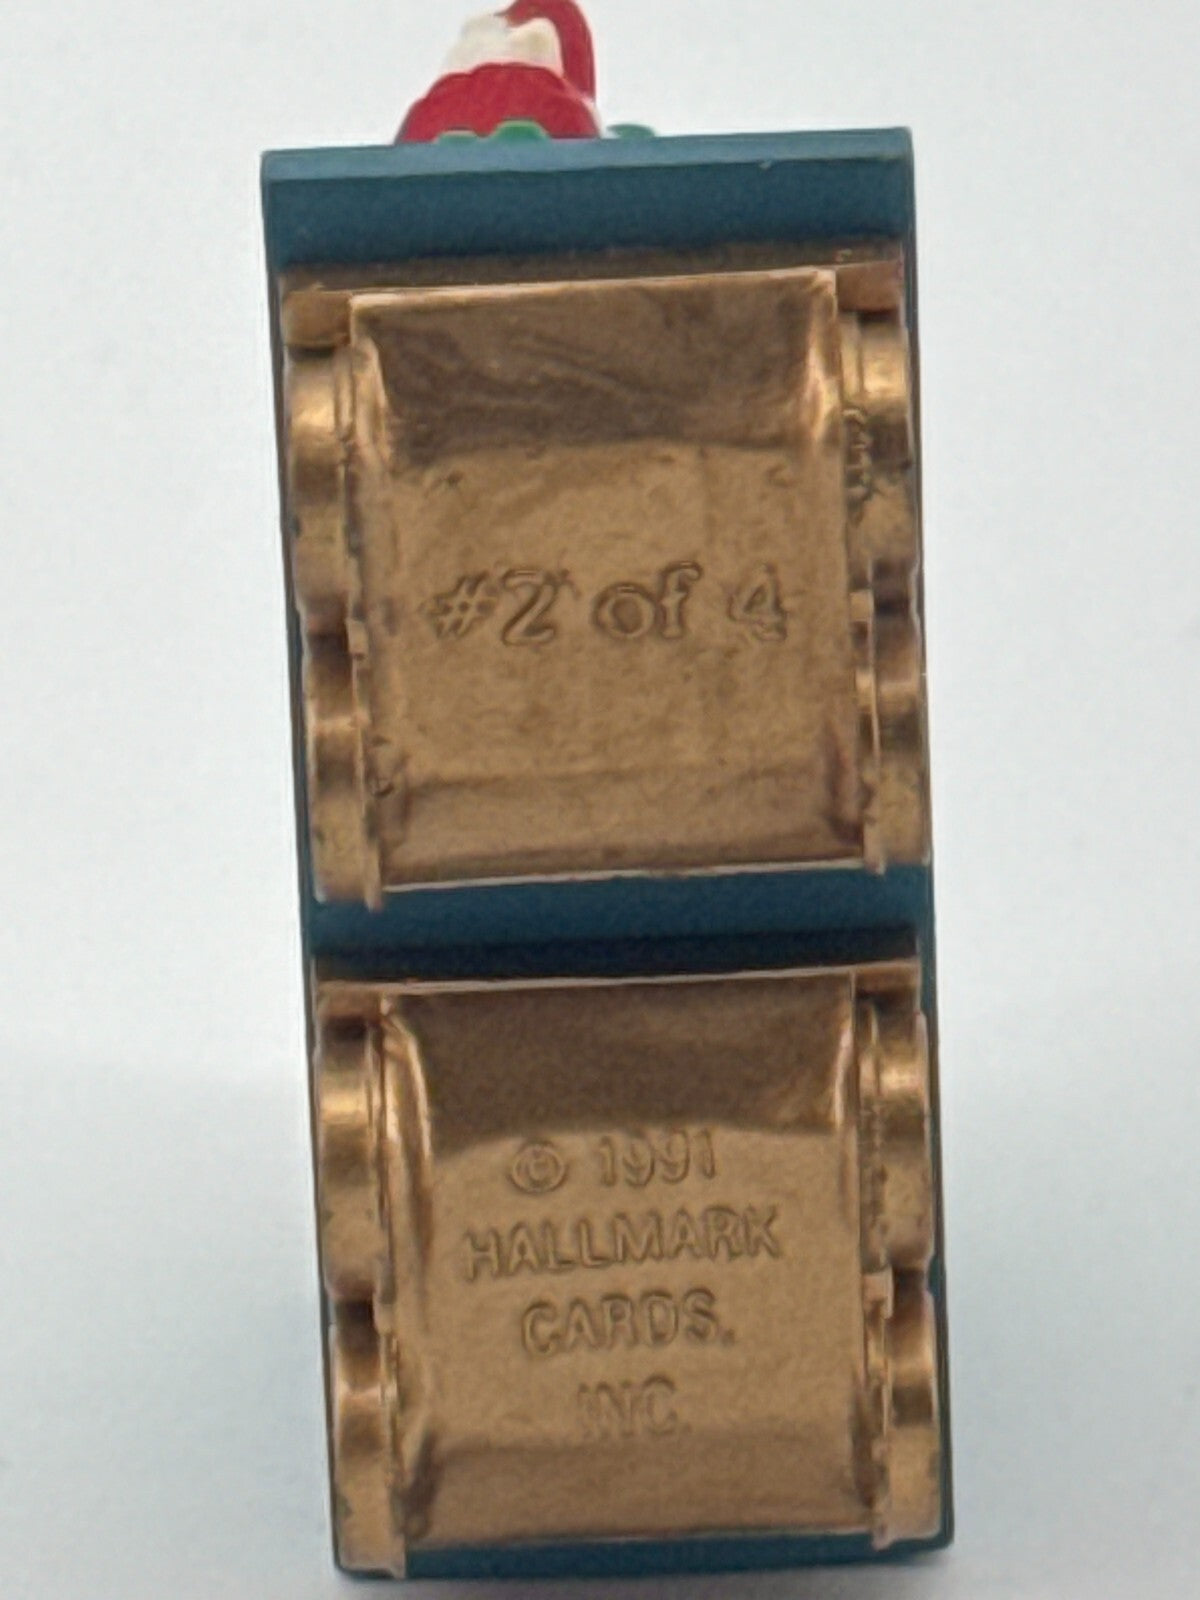 #2 of 4
© 1991
HALLMARK
CARDS.
INC.